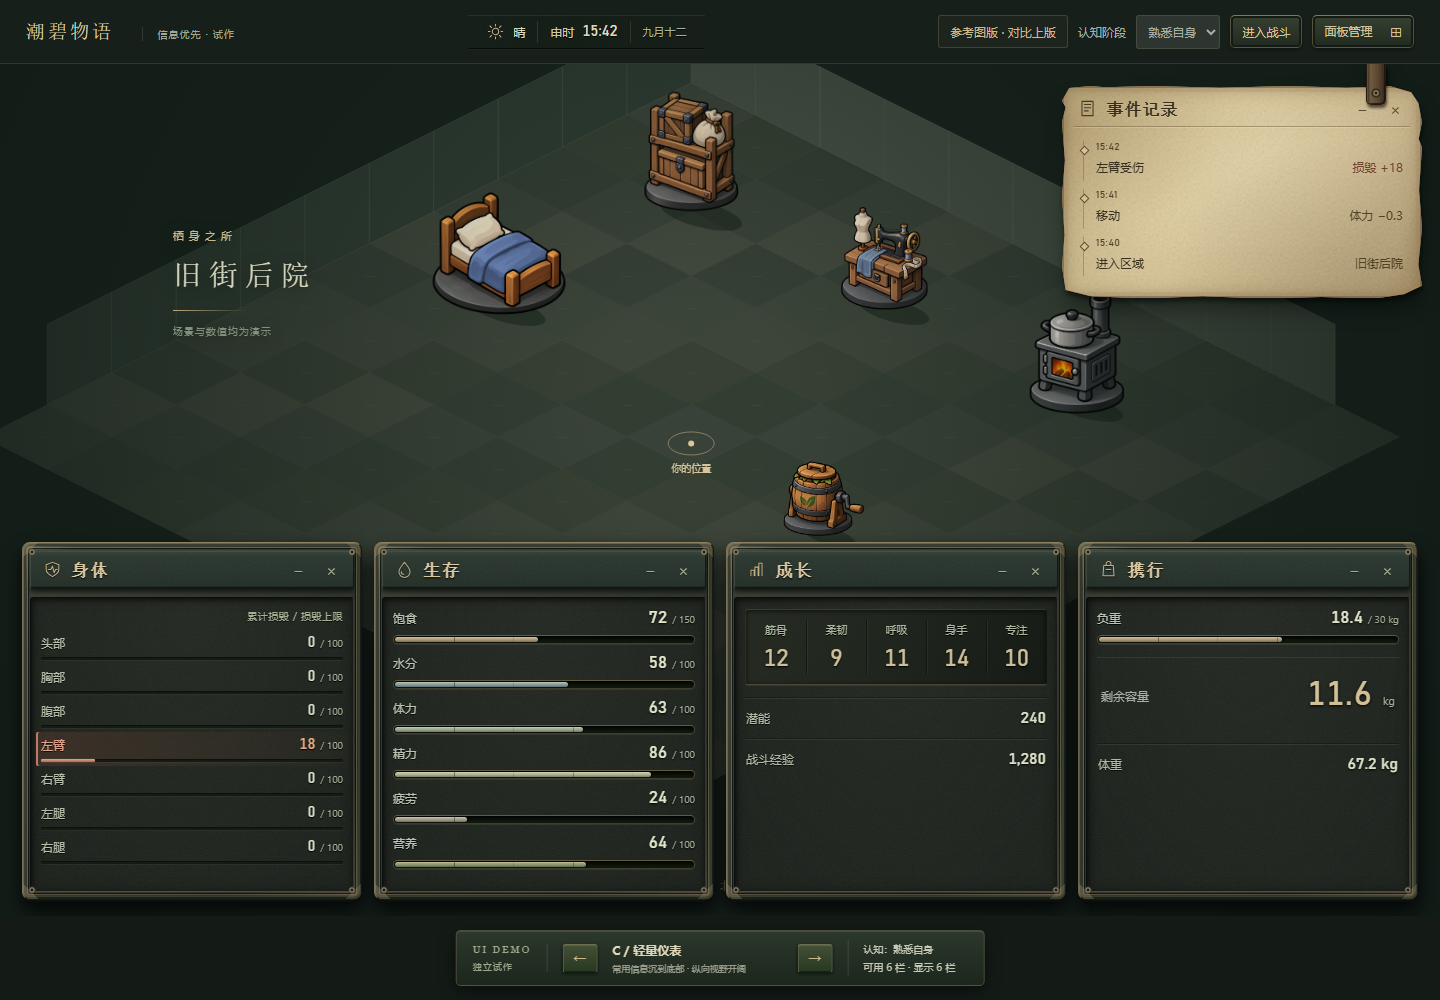 潮碧物语
信息优先 · 试作
晴 申时 15:42 九月十二
参考图版 · 对比上版 认知阶段 熟悉自身 进入战斗 面板管理
栖身之所
旧街后院
场景与数值均为演示
事件记录
15:42
左臂受伤 损毁 +18
15:41
移动 体力 −0.3
15:40
进入区域 旧街后院
你的位置
身体
累计损毁 / 损毁上限
头部 0 / 100
胸部 0 / 100
腹部 0 / 100
左臂 18 / 100
右臂 0 / 100
左腿 0 / 100
右腿 0 / 100
生存
饱食 72 / 150
水分 58 / 100
体力 63 / 100
精力 86 / 100
疲劳 24 / 100
营养 64 / 100
成长
筋骨 柔韧 呼吸 身手 专注
12 9 11 14 10
潜能 240
战斗经验 1,280
携行
负重 18.4 / 30 kg
剩余容量 11.6 kg
体重 67.2 kg
UI DEMO
独立试作
← C / 轻量仪表 →
常用信息沉到底部 · 纵向视野开阔
认知：熟悉自身
可用 6 栏 · 显示 6 栏